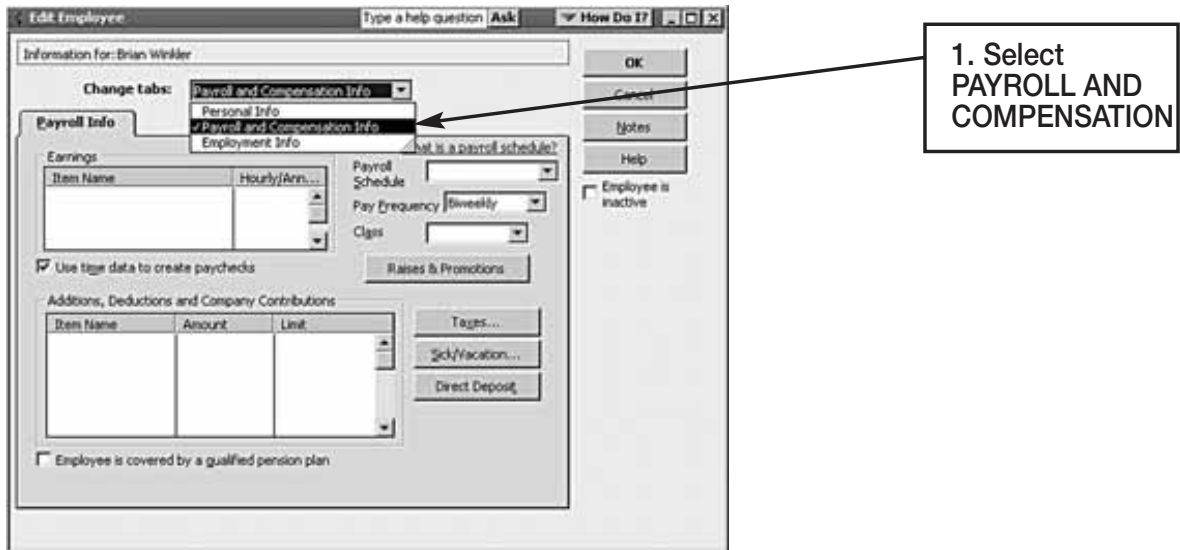 Edit Employee
Type a help question Ask
How Do I?
Information for: Brian Winkler
OK
Change tabs: Payroll and Compensation Info
Cancel
Personal Info
✓Payroll and Compensation Info
Employment Info
Payroll Info
Notes
hat is a payroll schedule?
Help
Earnings
Item Name Hourly/Ann...
Payroll Schedule
Employee is inactive
Pay Frequency Biweekly
Class
Use time data to create paychecks
Raises & Promotions
Additions, Deductions and Company Contributions
Item Name Amount Limit
Taxes...
Sick/Vacation...
Direct Deposit
Employee is covered by a qualified pension plan
1. Select
PAYROLL AND
COMPENSATION